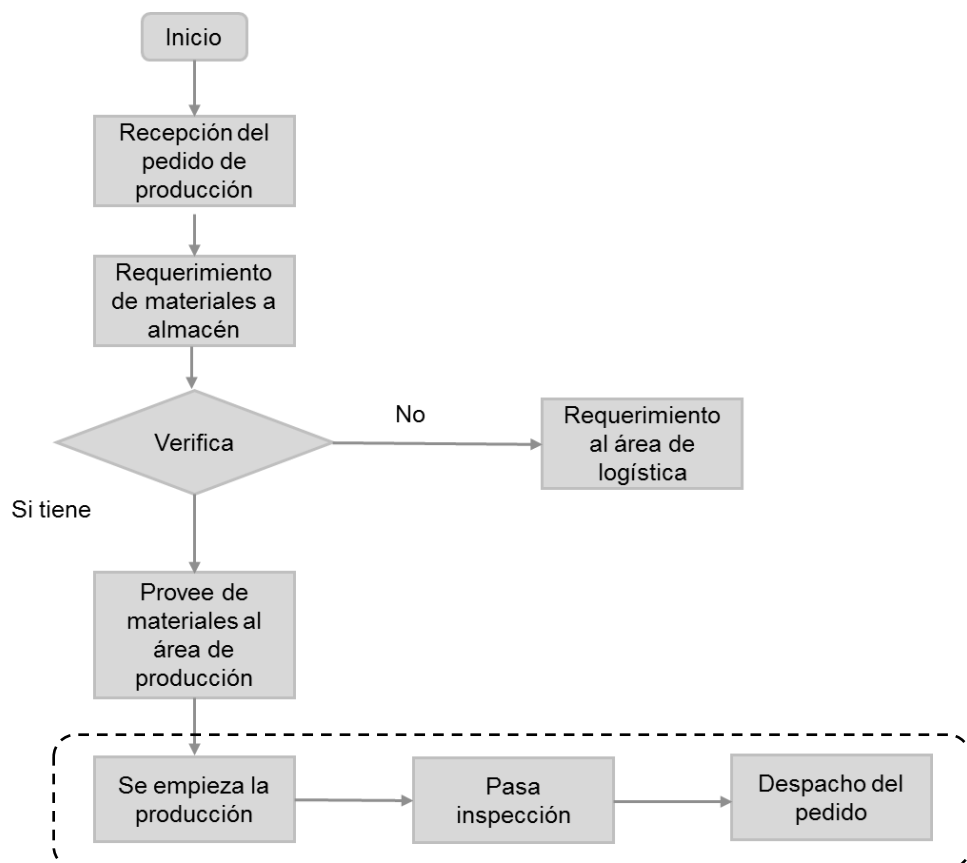 Inicio
Recepción del
pedido de
producción
Requerimiento
de materiales a
almacén
Verifica
No
Requerimiento
al área de
logística
Si tiene
Provee de
materiales al
área de
producción
Se empieza la
producción
Pasa
inspección
Despacho del
pedido